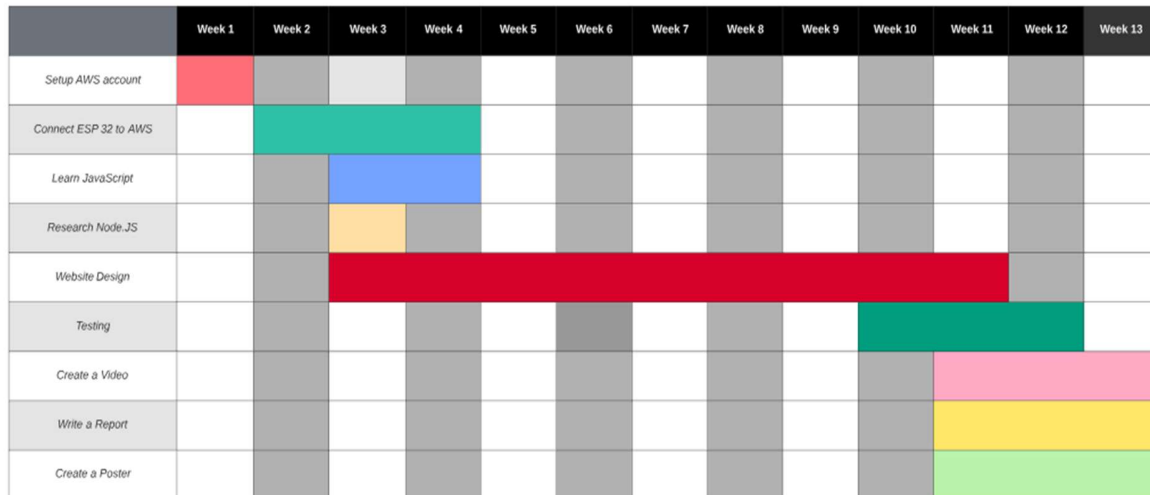 Week 1 Week 2 Week 3 Week 4 Week 5 Week 6 Week 7 Week 8 Week 9 Week 10 Week 11 Week 12 Week 13
Setup AWS account
Connect ESP 32 to AWS
Learn JavaScript
Research Node.JS
Website Design
Testing
Create a Video
Write a Report
Create a Poster